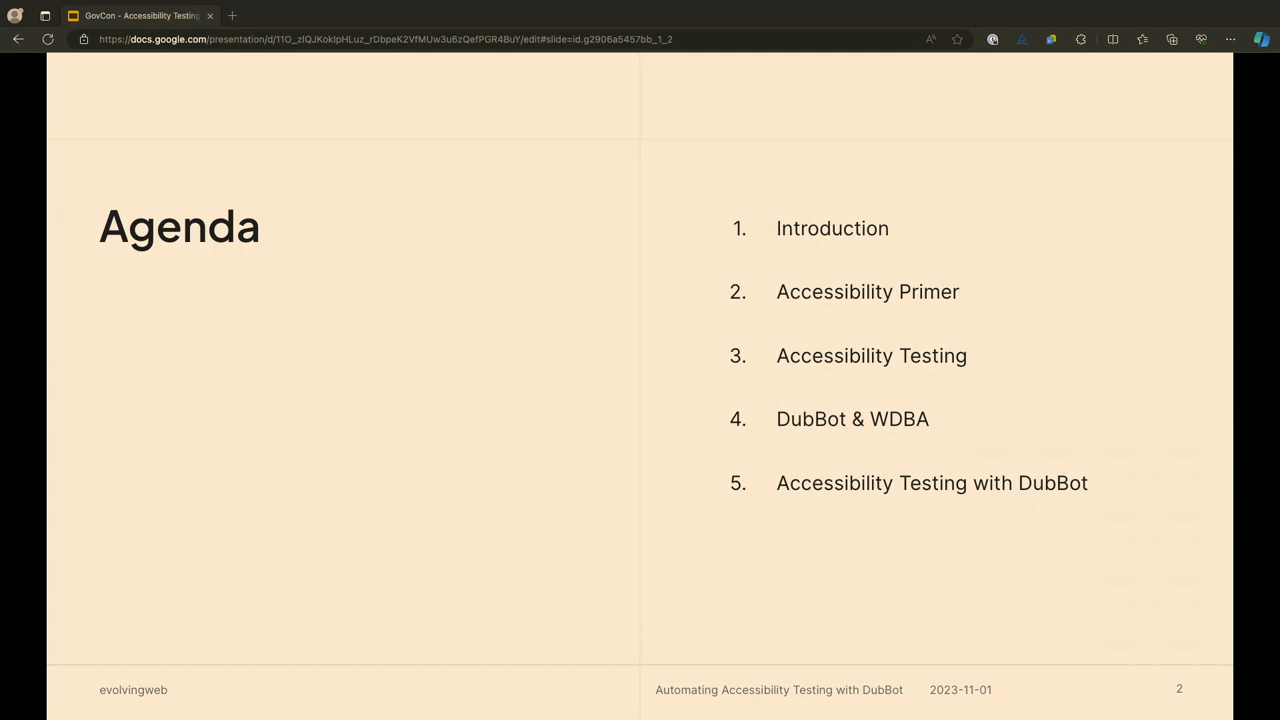 GovCon - Accessibility Testing
https://docs.google.com/presentation/d/11O_zIQJKokIpHLuz_rDbpeK2VfMUw3u6zQefPGR4BuY/edit#slide=id.g2906a5457bb_1_2
Agenda
1. Introduction
2. Accessibility Primer
3. Accessibility Testing
4. DubBot & WDBA
5. Accessibility Testing with DubBot
evolvingweb
Automating Accessibility Testing with DubBot 2023-11-01 2